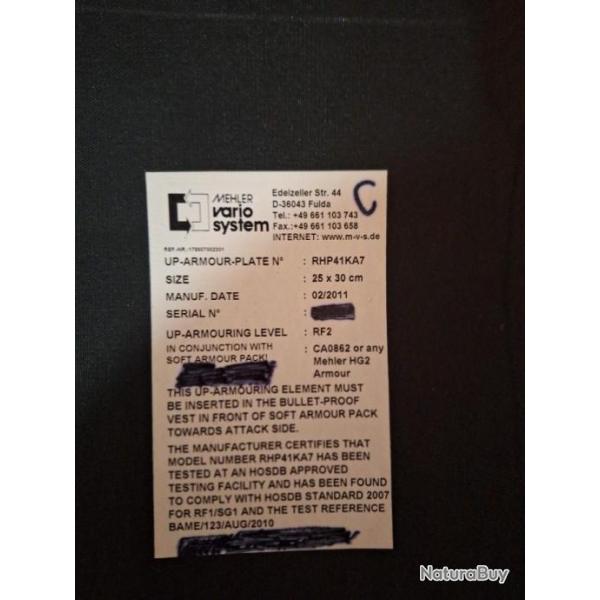 MEHLER
vario
system
Edelzeller Str. 44
D-36043 Fulda
Tel.: +49 661 103 743
Fax.:+49 661 103 658
INTERNET: www.m-v-s.de
C
UP-ARMOUR-PLATE N° : RHP41KA7
SIZE : 25 x 30 cm
MANUF. DATE : 02/2011
SERIAL N° :
UP-ARMOURING LEVEL : RF2
IN CONJUNCTION WITH
SOFT ARMOUR PACK! : CA0862 or any
Mehler HG2
Armour
THIS UP-ARMOURING ELEMENT MUST
BE INSERTED IN THE BULLET-PROOF
VEST IN FRONT OF SOFT ARMOUR PACK
TOWARDS ATTACK SIDE.
THE MANUFACTURER CERTIFIES THAT
MODEL NUMBER RHP41KA7 HAS BEEN
TESTED AT AN HOSDB APPROVED
TESTING FACILITY AND HAS BEEN FOUND
TO COMPLY WITH HOSDB STANDARD 2007
FOR RF1/SG1 AND THE TEST REFERENCE
BAME/123/AUG/2010
NaturaBuy